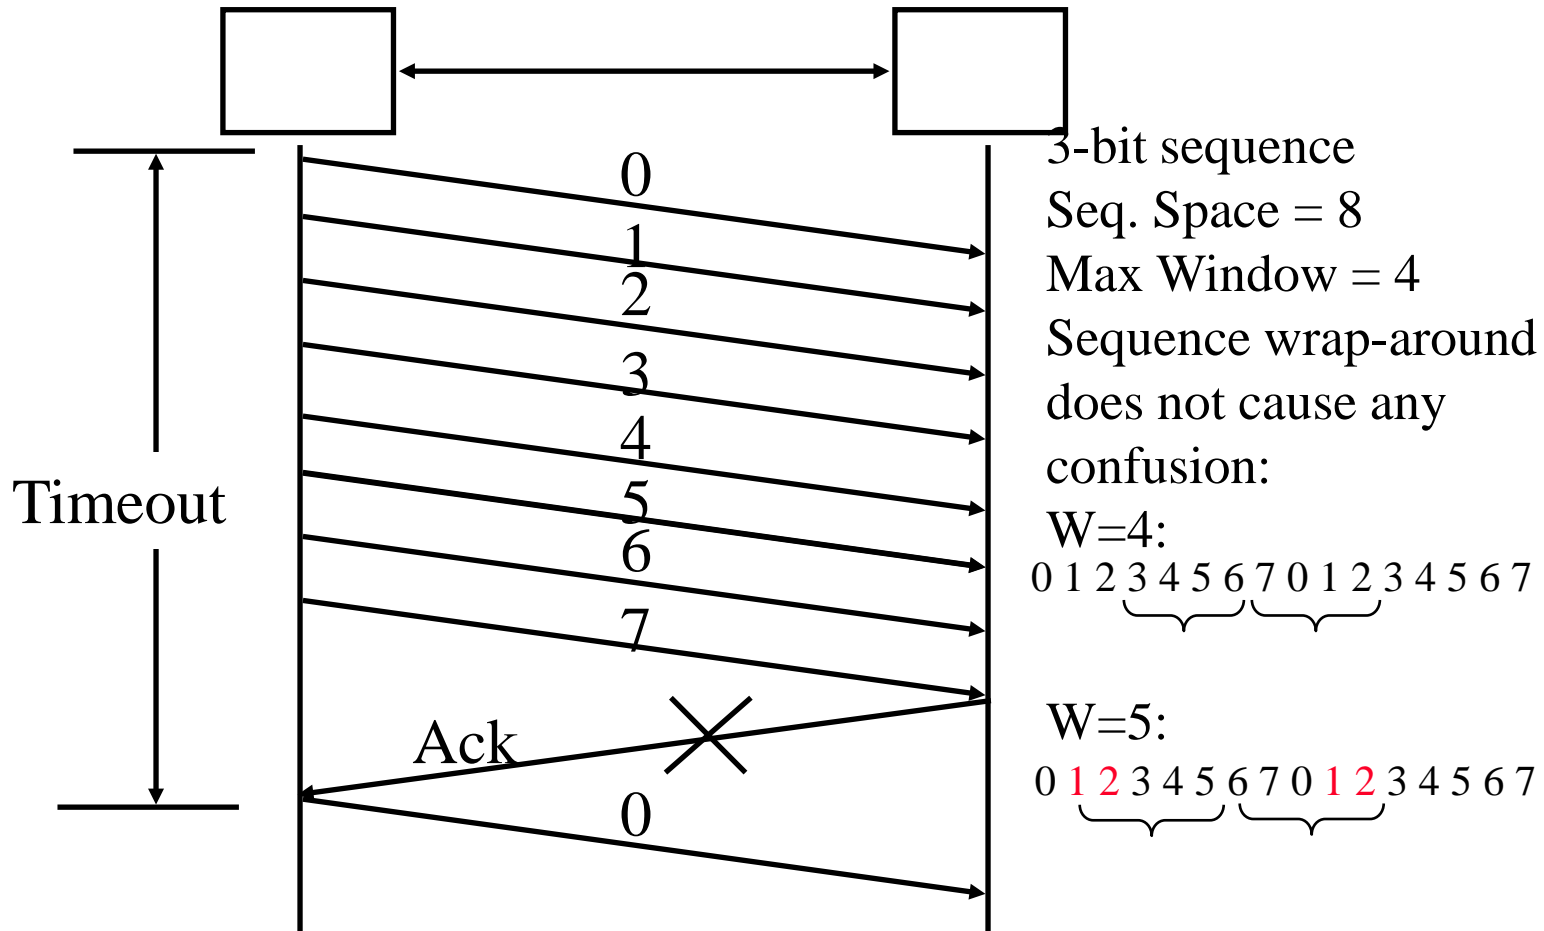 0
1
2
3
4
5
6
7
Ack
0
Timeout
3-bit sequence
Seq. Space = 8
Max Window = 4
Sequence wrap-around
does not cause any
confusion:
W=4:
0 1 2 3 4 5 6 7 0 1 2 3 4 5 6 7
W=5:
0 1 2 3 4 5 6 7 0 1 2 3 4 5 6 7